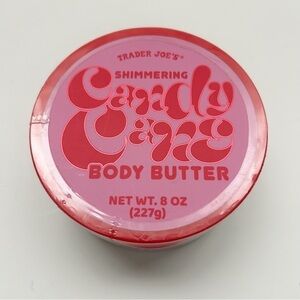 TRADER JOE'S®
SHIMMERING
Candy
Cane
BODY BUTTER
NET WT. 8 OZ
(227g)